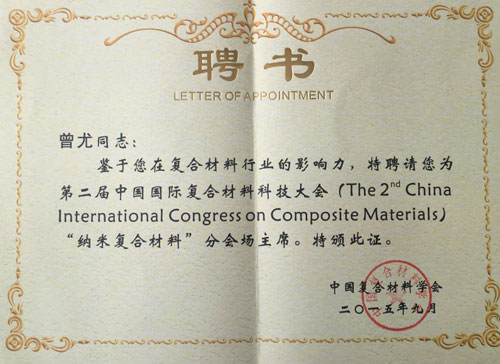 聘书
LETTER OF APPOINTMENT
曾尤同志：
鉴于您在复合材料行业的影响力，特聘请您为
第二届中国国际复合材料科技大会（The 2nd China
International Congress on Composite Materials）
“纳米复合材料”分会场主席。特颁此证。
中国复合材料学会
二〇一五年九月